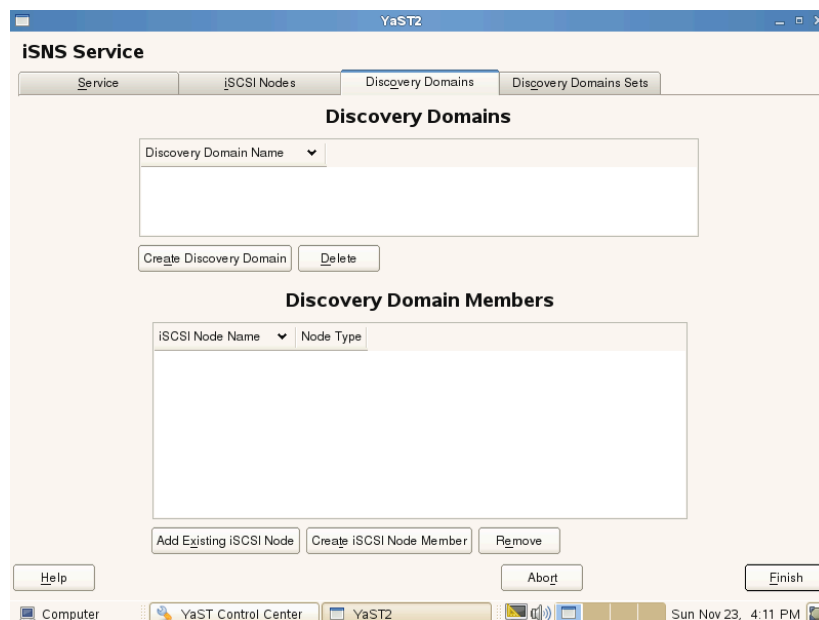 YaST2
iSNS Service
Service
iSCSI Nodes
Discovery Domains
Discovery Domains Sets
Discovery Domains
Discovery Domain Name
Create Discovery Domain
Delete
Discovery Domain Members
iSCSI Node Name
Node Type
Add Existing iSCSI Node
Create iSCSI Node Member
Remove
Help
Abort
Finish
Computer
YaST Control Center
YaST2
Sun Nov 23, 4:11 PM